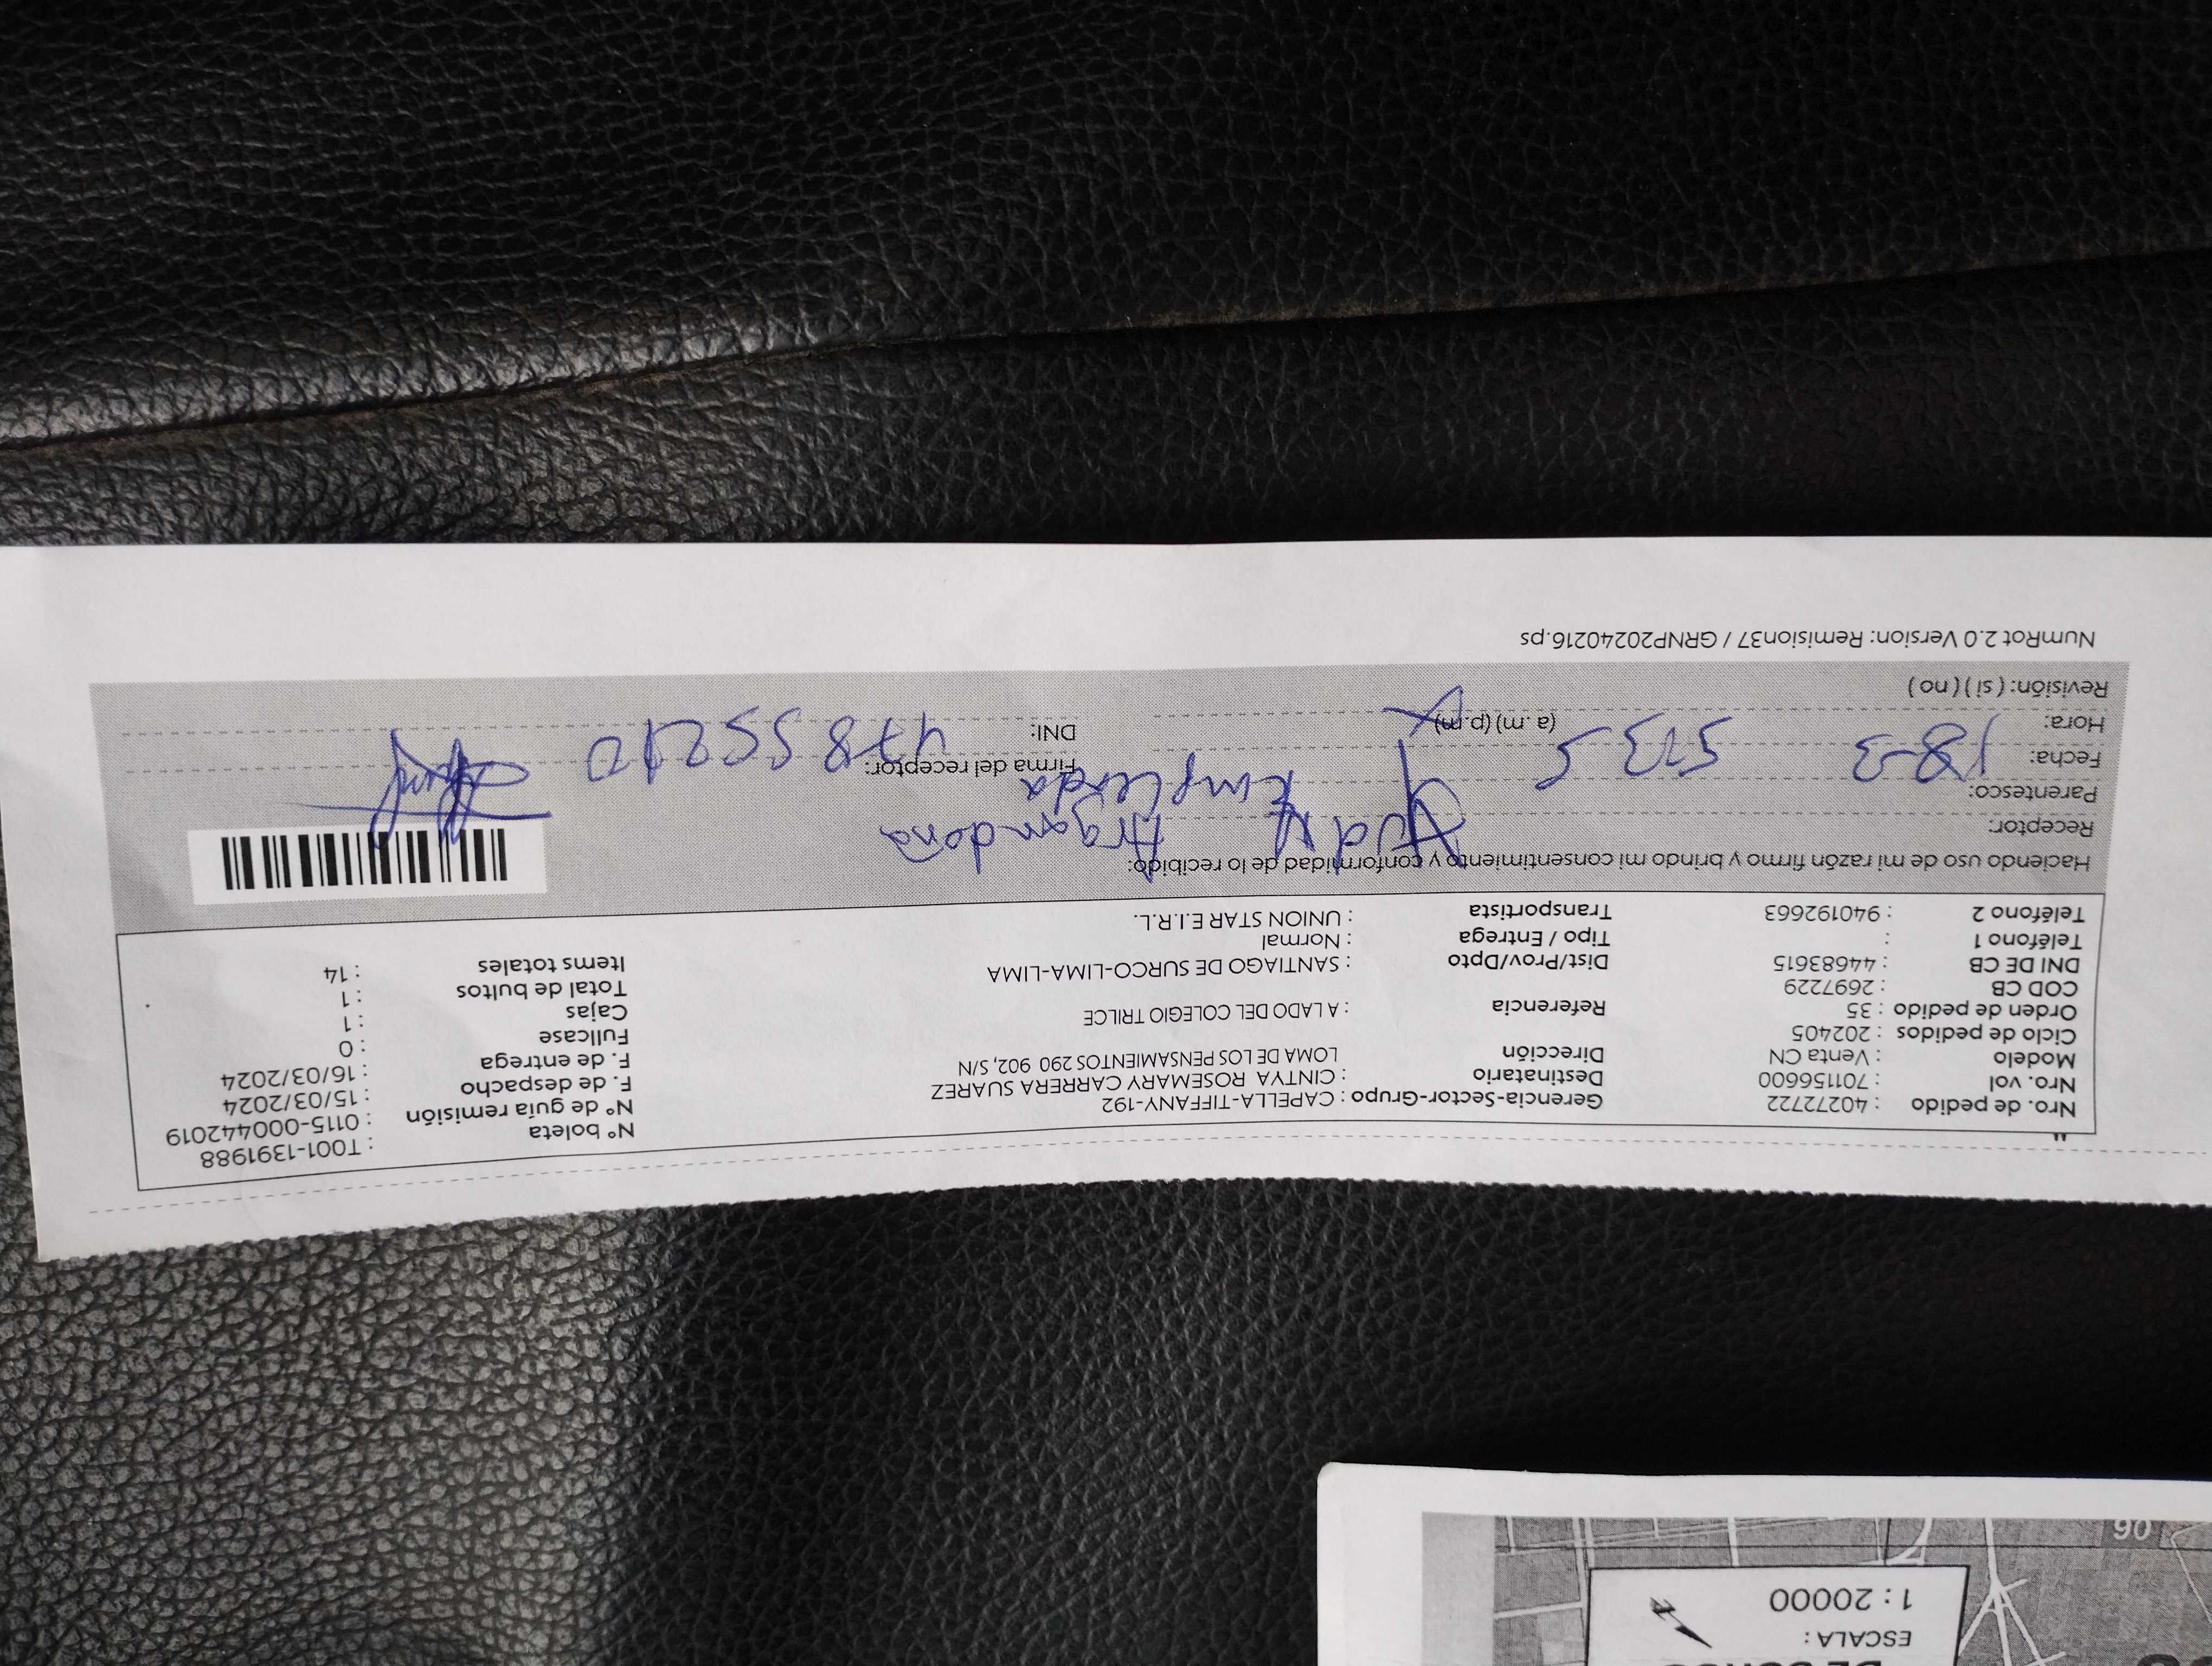 Nro. de pedido : 40272722
Nro. vol. : 701156600
Modelo : Venta CN
Ciclo de pedidos : 202405
Orden de pedido : 35
COD CB : 2697229
DNI DE CB : 44683615
Teléfono 1 :
Teléfono 2 : 940192663
Gerencia-Sector-Grupo : CAPELLA-TIFFANY-192
Destinatario : CINTYA ROSEMARY CARRERA SUAREZ
Dirección LOMA DE LOS PENSAMIENTOS 290 902, S/N
Referencia : A LADO DEL COLEGIO TRILCE
Dist/Prov/Dpto : SANTIAGO DE SURCO-LIMA-LIMA
Tipo / Entrega : Normal
Transportista : UNION STAR E.I.R.L.
N° boleta : T001-1391988
N° de guía remisión : 0115-000442019
F. de despacho : 15/03/2024
F. de entrega : 16/03/2024
Fullcase : 0
Cajas : 1
Total de bultos : 1
Items totales : 14
Haciendo uso de mi razón firmo y brindo mi consentimiento y conformidad de lo recibido:
Receptor: Judy Aragandoña
Parentesco: Empleada
Fecha: 18-3 Firma del receptor:
Hora: (a .m) (p.m) DNI: 47855210
Revisión: ( si ) ( no )
NumRot 2.0 Version: Remision37 / GRNP20240216.ps
ESCALA :
1 : 20000
90